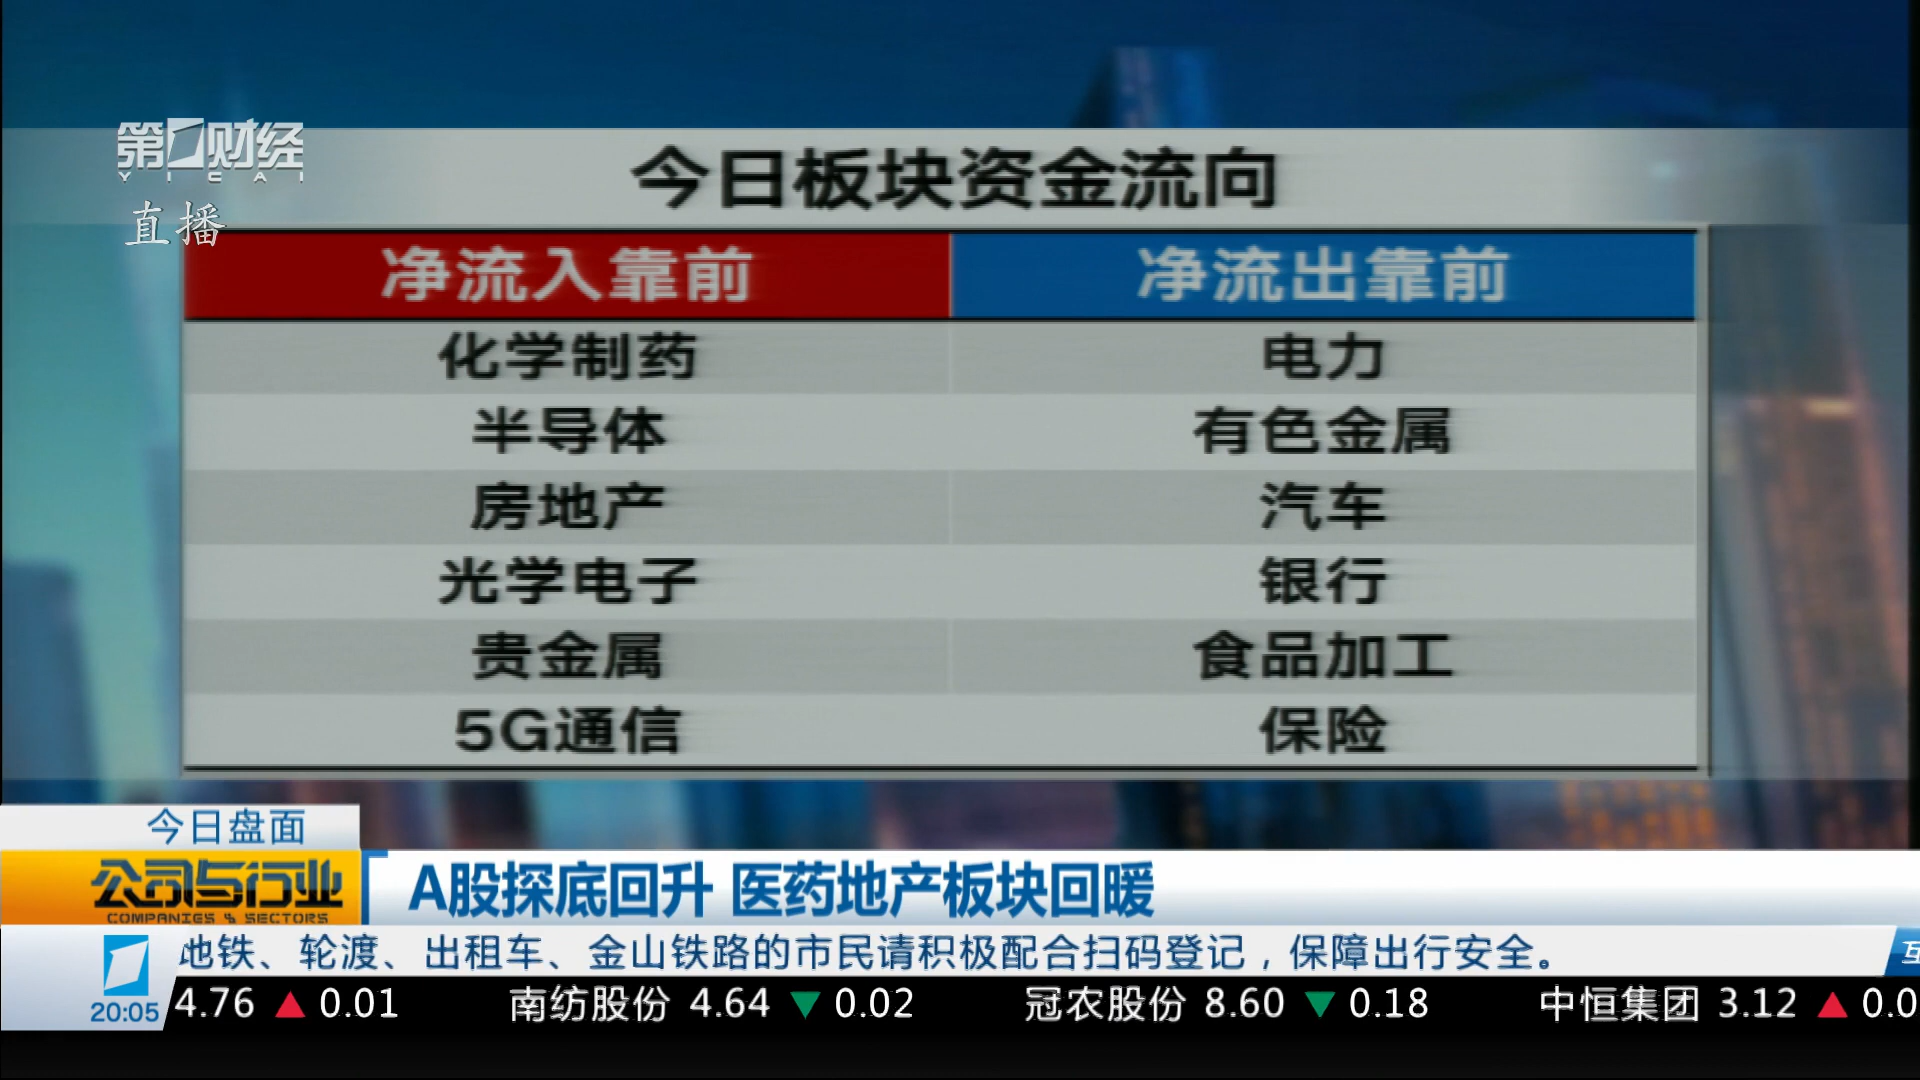 第1财经
YICAI
直播
今日板块资金流向
净流入靠前 净流出靠前
化学制药 电力
半导体 有色金属
房地产 汽车
光学电子 银行
贵金属 食品加工
5G通信 保险
今日盘面
公司与行业
COMPANIES & SECTORS
A股探底回升 医药地产板块回暖
地铁、轮渡、出租车、金山铁路的市民请积极配合扫码登记，保障出行安全。
20:05
4.76 ▲ 0.01 南纺股份 4.64 ▼ 0.02 冠农股份 8.60 ▼ 0.18 中恒集团 3.12 ▲ 0.0